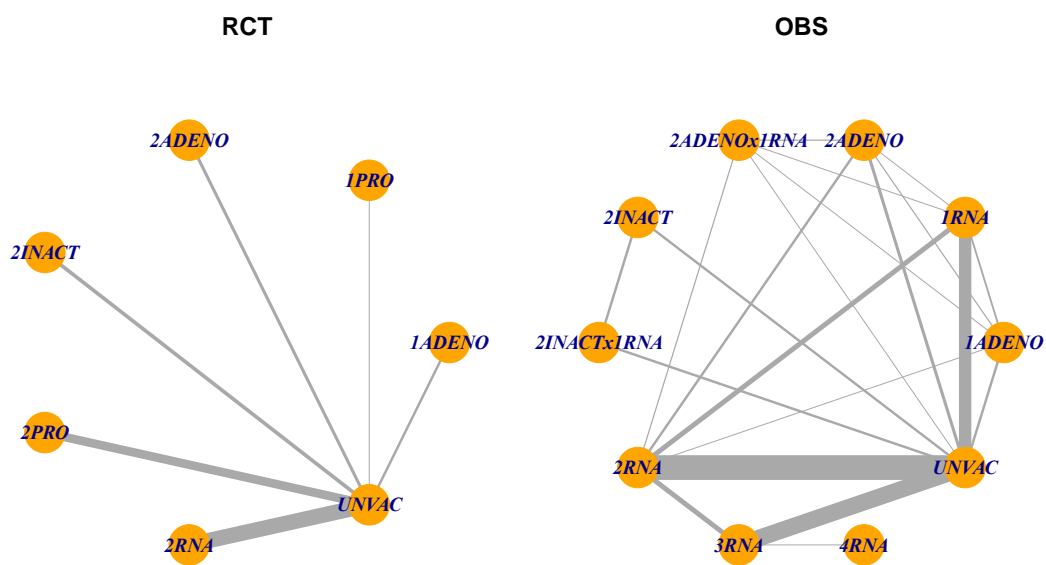 RCT
2ADENO
1PRO
2INACT
1ADENO
2PRO
UNVAC
2RNA
OBS
2ADENOx1RNA
2ADENO
2INACT
1RNA
2INACTx1RNA
1ADENO
2RNA
UNVAC
3RNA
4RNA